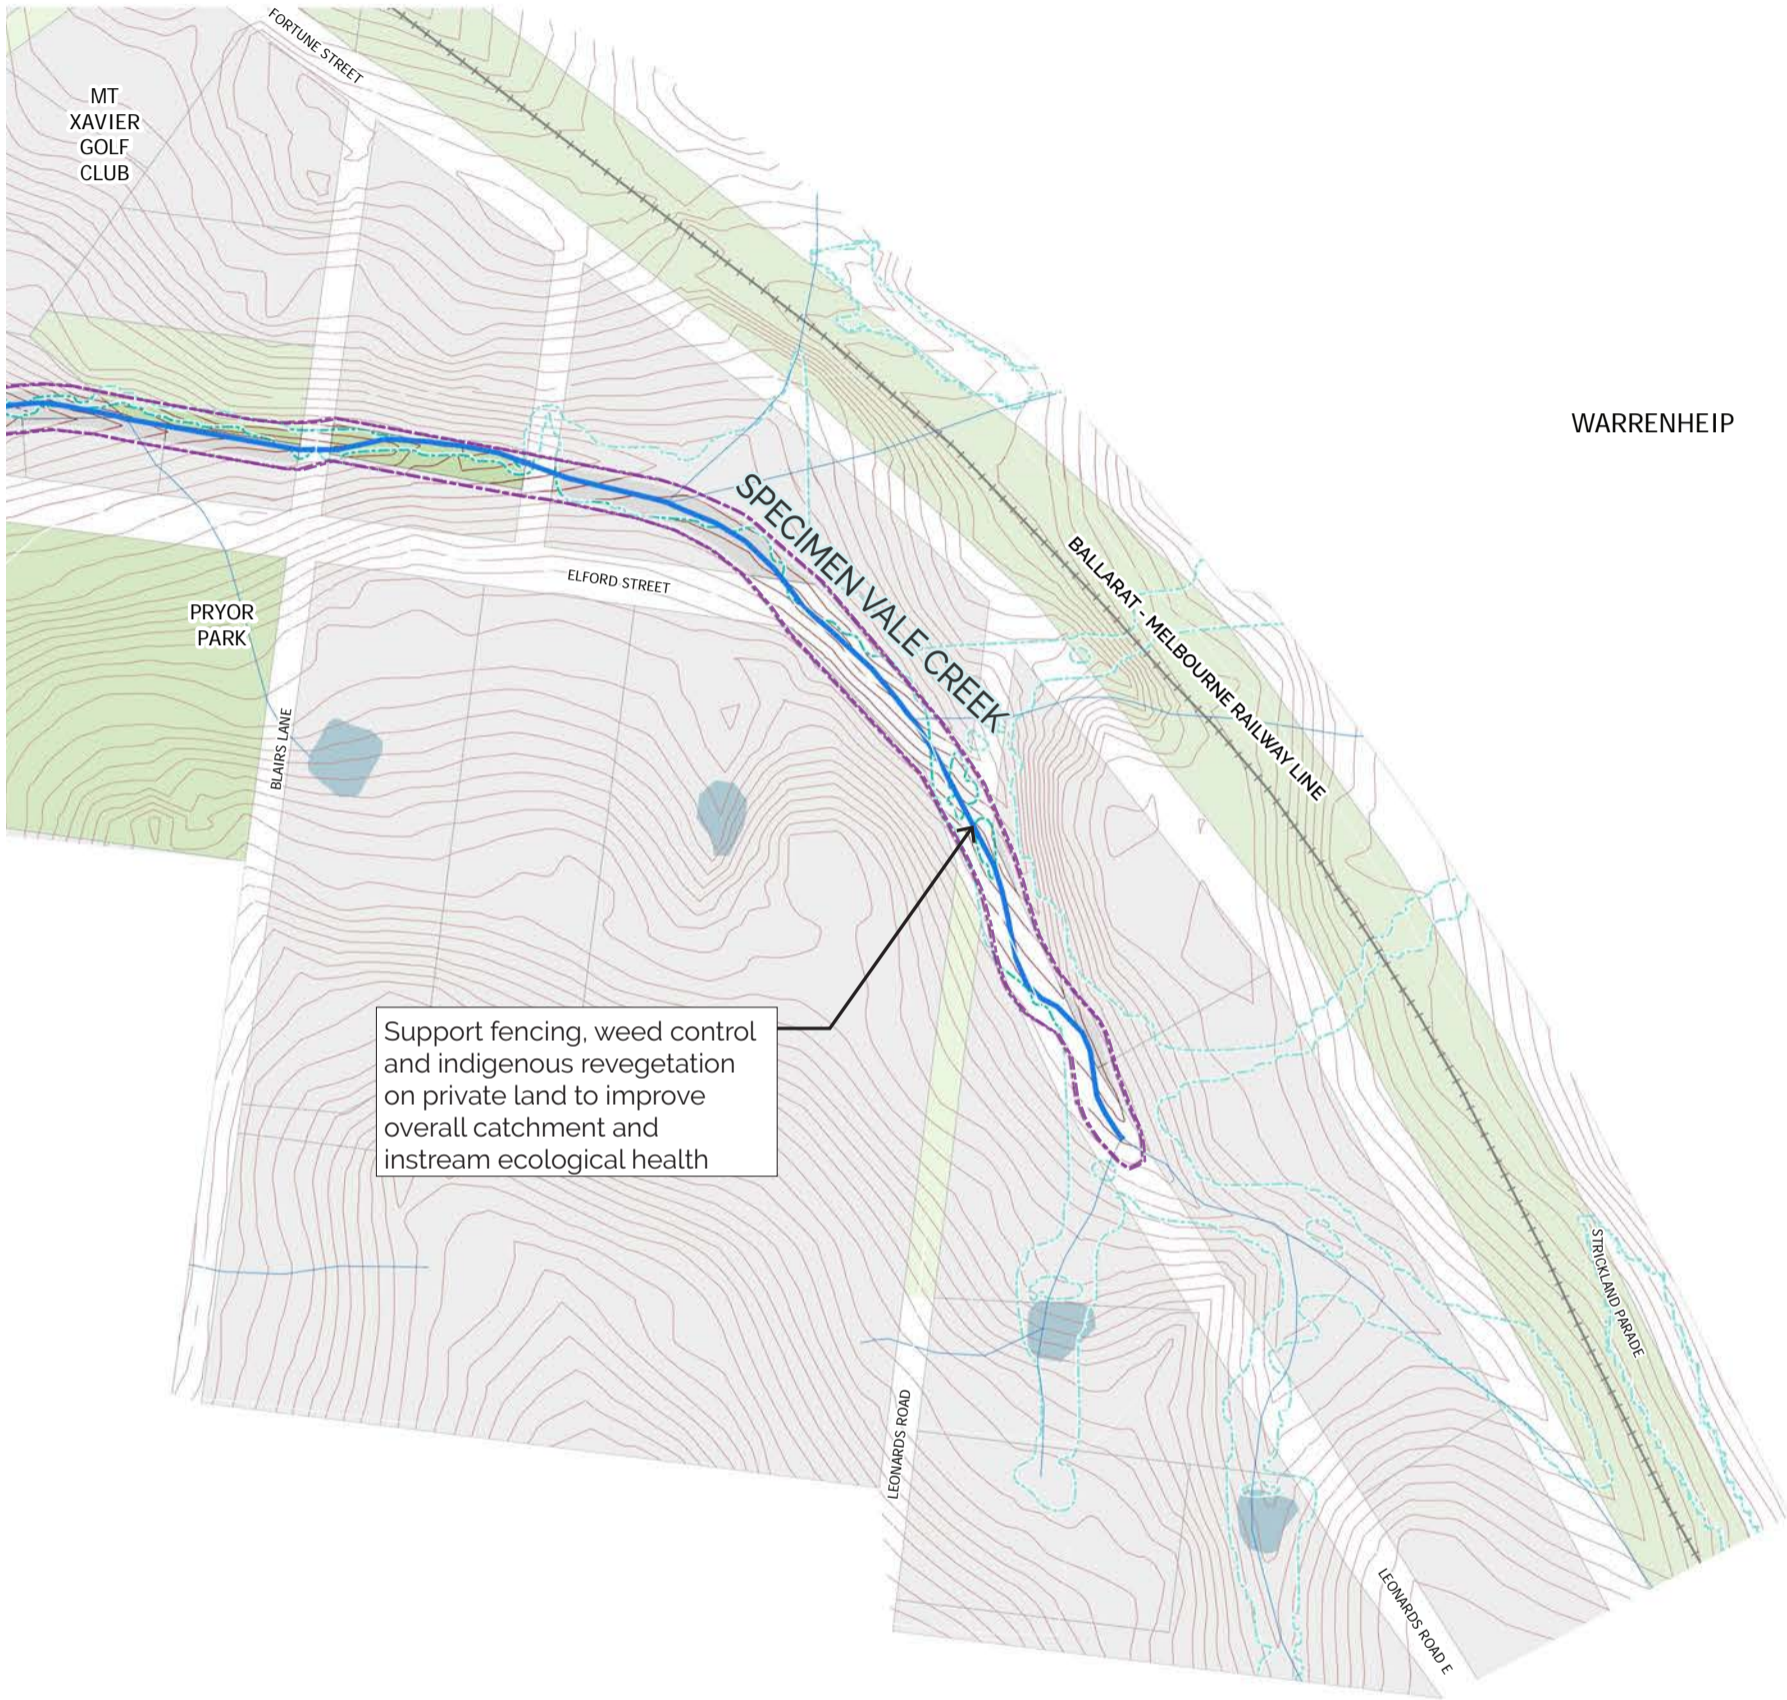 FORTUNE STREET
MT
XAVIER
GOLF
CLUB
WARRENHEIP
SPECIMEN VALE CREEK
BALLARAT - MELBOURNE RAILWAY LINE
ELFORD STREET
PRYOR
PARK
BLAIRS LANE
Support fencing, weed control
and indigenous revegetation
on private land to improve
overall catchment and
instream ecological health
STRICKLAND PARADE
LEONARDS ROAD
LEONARDS ROAD E